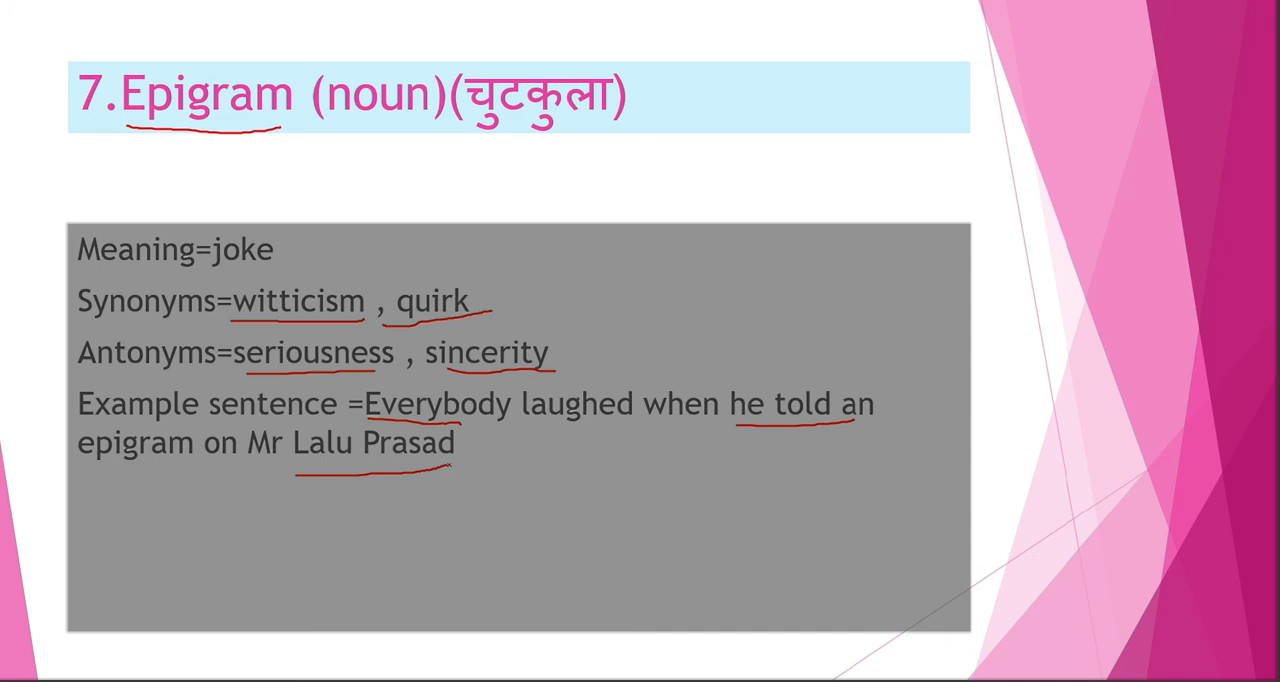 7.Epigram (noun)(चुटकुला)
Meaning=joke
Synonyms=witticism , quirk
Antonyms=seriousness , sincerity
Example sentence =Everybody laughed when he told an
epigram on Mr Lalu Prasad